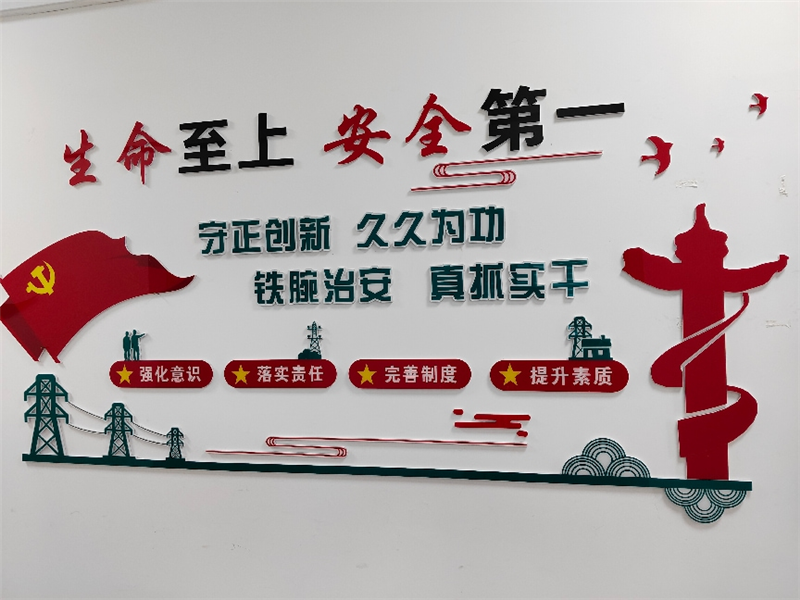 生命至上 安全第一
守正创新 久久为功
铁腕治安 真抓实干
强化意识 落实责任 完善制度 提升素质